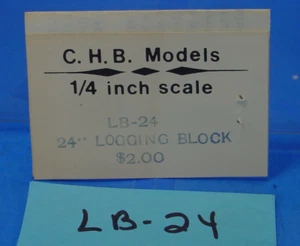 C.H.B. Models
1/4 inch scale
LB-24
24" LOGGING BLOCK
$2.00
LB-24